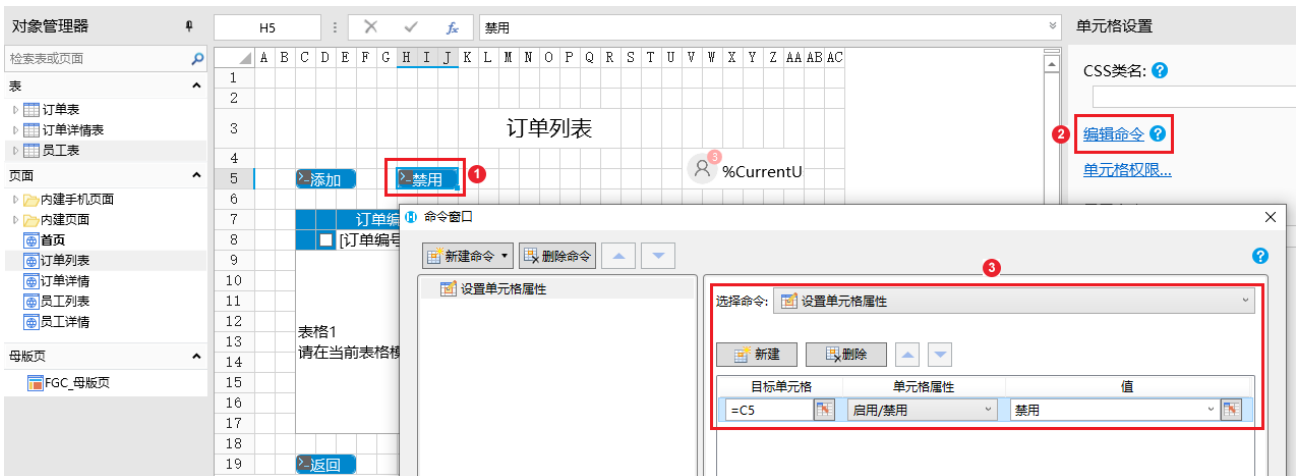 对象管理器
H5
fx
禁用
单元格设置
检索表或页面
A B C D E F G H I J K L M N O P Q R S T U V W X Y Z AA AB AC
CSS类名:
表
1
订单表
2
订单详情表
3
订单列表
2
编辑命令
员工表
4
页面
5
添加
禁用
1
%CurrentU
单元格权限...
内建手机页面
6
内建页面
7
订单编
命令窗口
首页
8
[订单编号
订单列表
9
新建命令
删除命令
订单详情
10
3
员工列表
11
设置单元格属性
选择命令:
设置单元格属性
员工详情
12
表格1
13
请在当前表格模
新建
删除
母版页
14
FGC_母版页
15
目标单元格
单元格属性
值
16
=C5
启用/禁用
禁用
17
18
19
返回